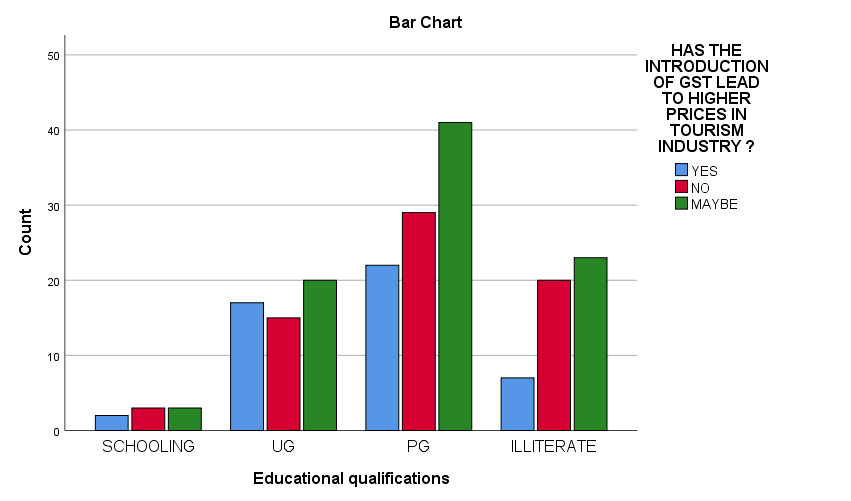 Bar Chart
HAS THE
INTRODUCTION
OF GST LEAD
TO HIGHER
PRICES IN
TOURISM
INDUSTRY ?
YES
NO
MAYBE
50
40
30
20
10
0
Count
SCHOOLING UG PG ILLITERATE
Educational qualifications